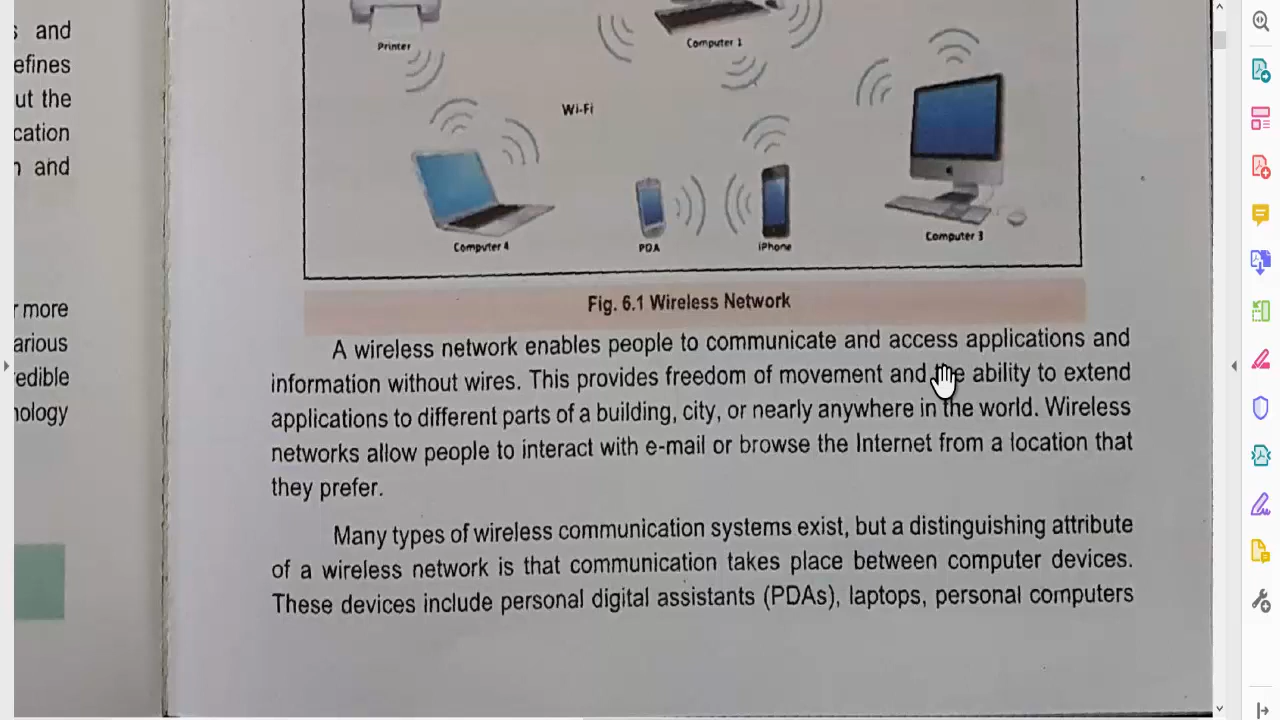 s and
efines
ut the
cation
n and
r more
arious
redible
nology
Printer
Computer 1
Wi-Fi
Computer 4
PDA
iPhone
Computer 3
Fig. 6.1 Wireless Network
A wireless network enables people to communicate and access applications and
information without wires. This provides freedom of movement and the ability to extend
applications to different parts of a building, city, or nearly anywhere in the world. Wireless
networks allow people to interact with e-mail or browse the Internet from a location that
they prefer.
Many types of wireless communication systems exist, but a distinguishing attribute
of a wireless network is that communication takes place between computer devices.
These devices include personal digital assistants (PDAs), laptops, personal computers